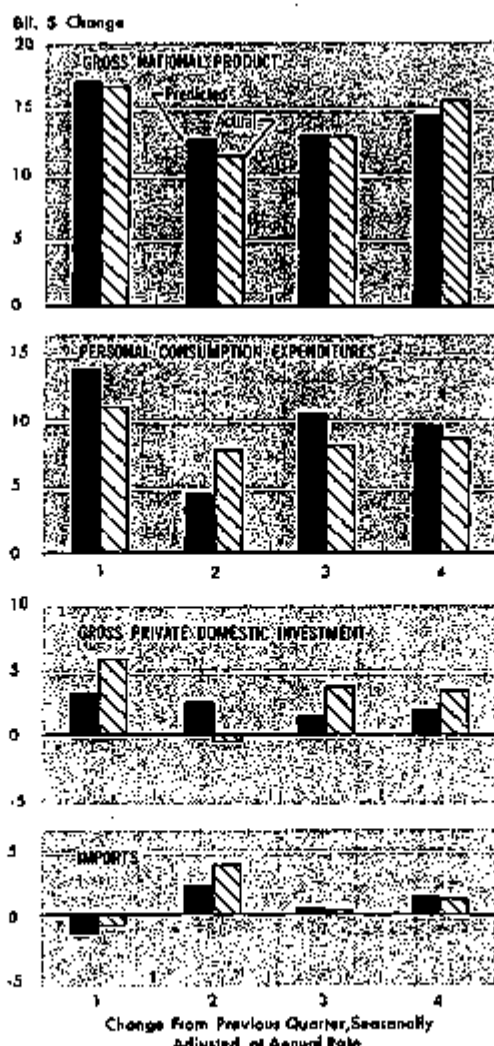 Bil. $ Change
20
GROSS NATIONAL PRODUCT
Predicted
Actual
15
10
5
0
PERSONAL CONSUMPTION EXPENDITURES
15
10
5
0
1 2 3 4
10
GROSS PRIVATE DOMESTIC INVESTMENT
5
0
-5
5
IMPORTS
0
-5
1 2 3 4
Change From Previous Quarter, Seasonally
Adjusted, at Annual Rate